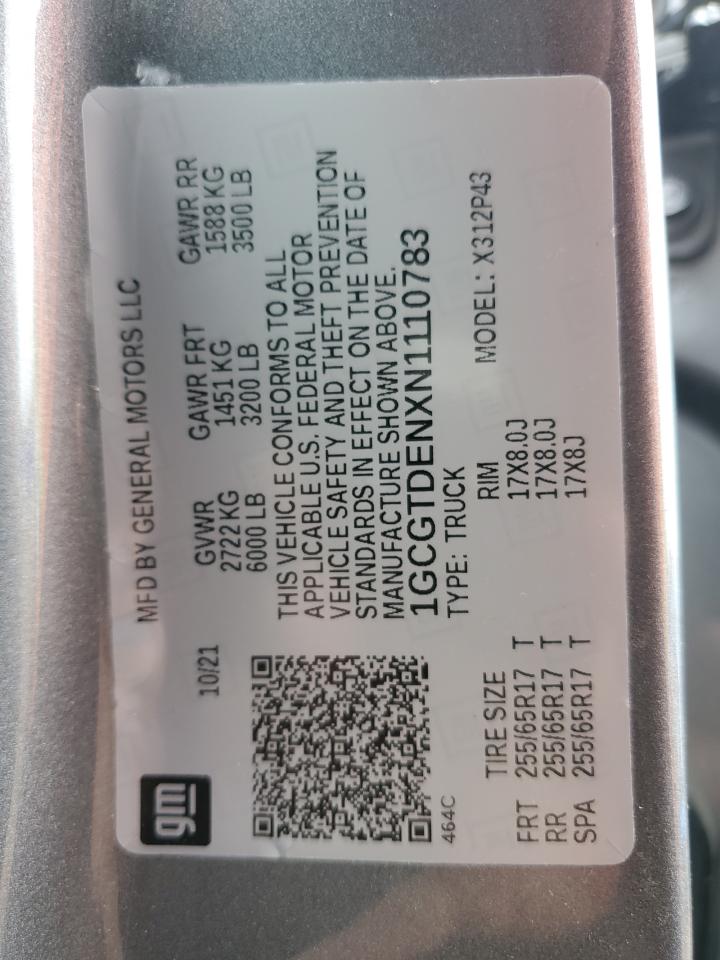 gm
MFD BY GENERAL MOTORS LLC
10/21
GVWR GAWR FRT GAWR RR
2722 KG 1451 KG 1588 KG
6000 LB 3200 LB 3500 LB
THIS VEHICLE CONFORMS TO ALL
APPLICABLE U.S. FEDERAL MOTOR
VEHICLE SAFETY AND THEFT PREVENTION
STANDARDS IN EFFECT ON THE DATE OF
MANUFACTURE SHOWN ABOVE.
1GCGTDENXN1110783
464C
TYPE: TRUCK MODEL: X312P43
TIRE SIZE RIM
FRT 255/65R17 T 17X8.0J
RR 255/65R17 T 17X8.0J
SPA 255/65R17 T 17X8J